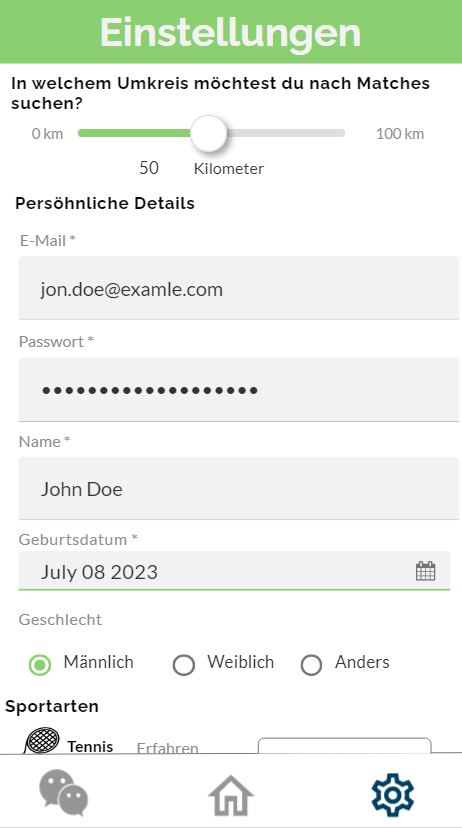 Einstellungen
In welchem Umkreis möchtest du nach Matches
suchen?
0 km 100 km
50 Kilometer
Persöhnliche Details
E-Mail *
jon.doe@examle.com
Passwort *
•••••••••••••••••••
Name *
John Doe
Geburtsdatum *
July 08 2023
Geschlecht
Männlich Weiblich Anders
Sportarten
Tennis Erfahren